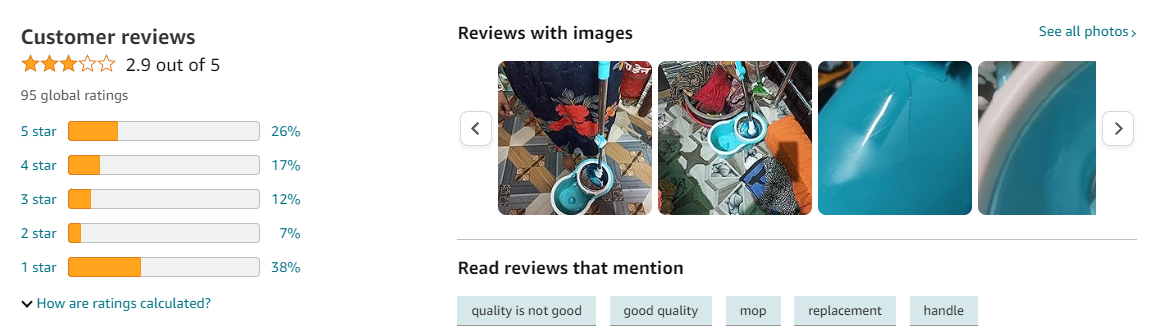 Customer reviews
2.9 out of 5
95 global ratings
5 star 26%
4 star 17%
3 star 12%
2 star 7%
1 star 38%
How are ratings calculated?
Reviews with images
See all photos
Read reviews that mention
quality is not good
good quality
mop
replacement
handle